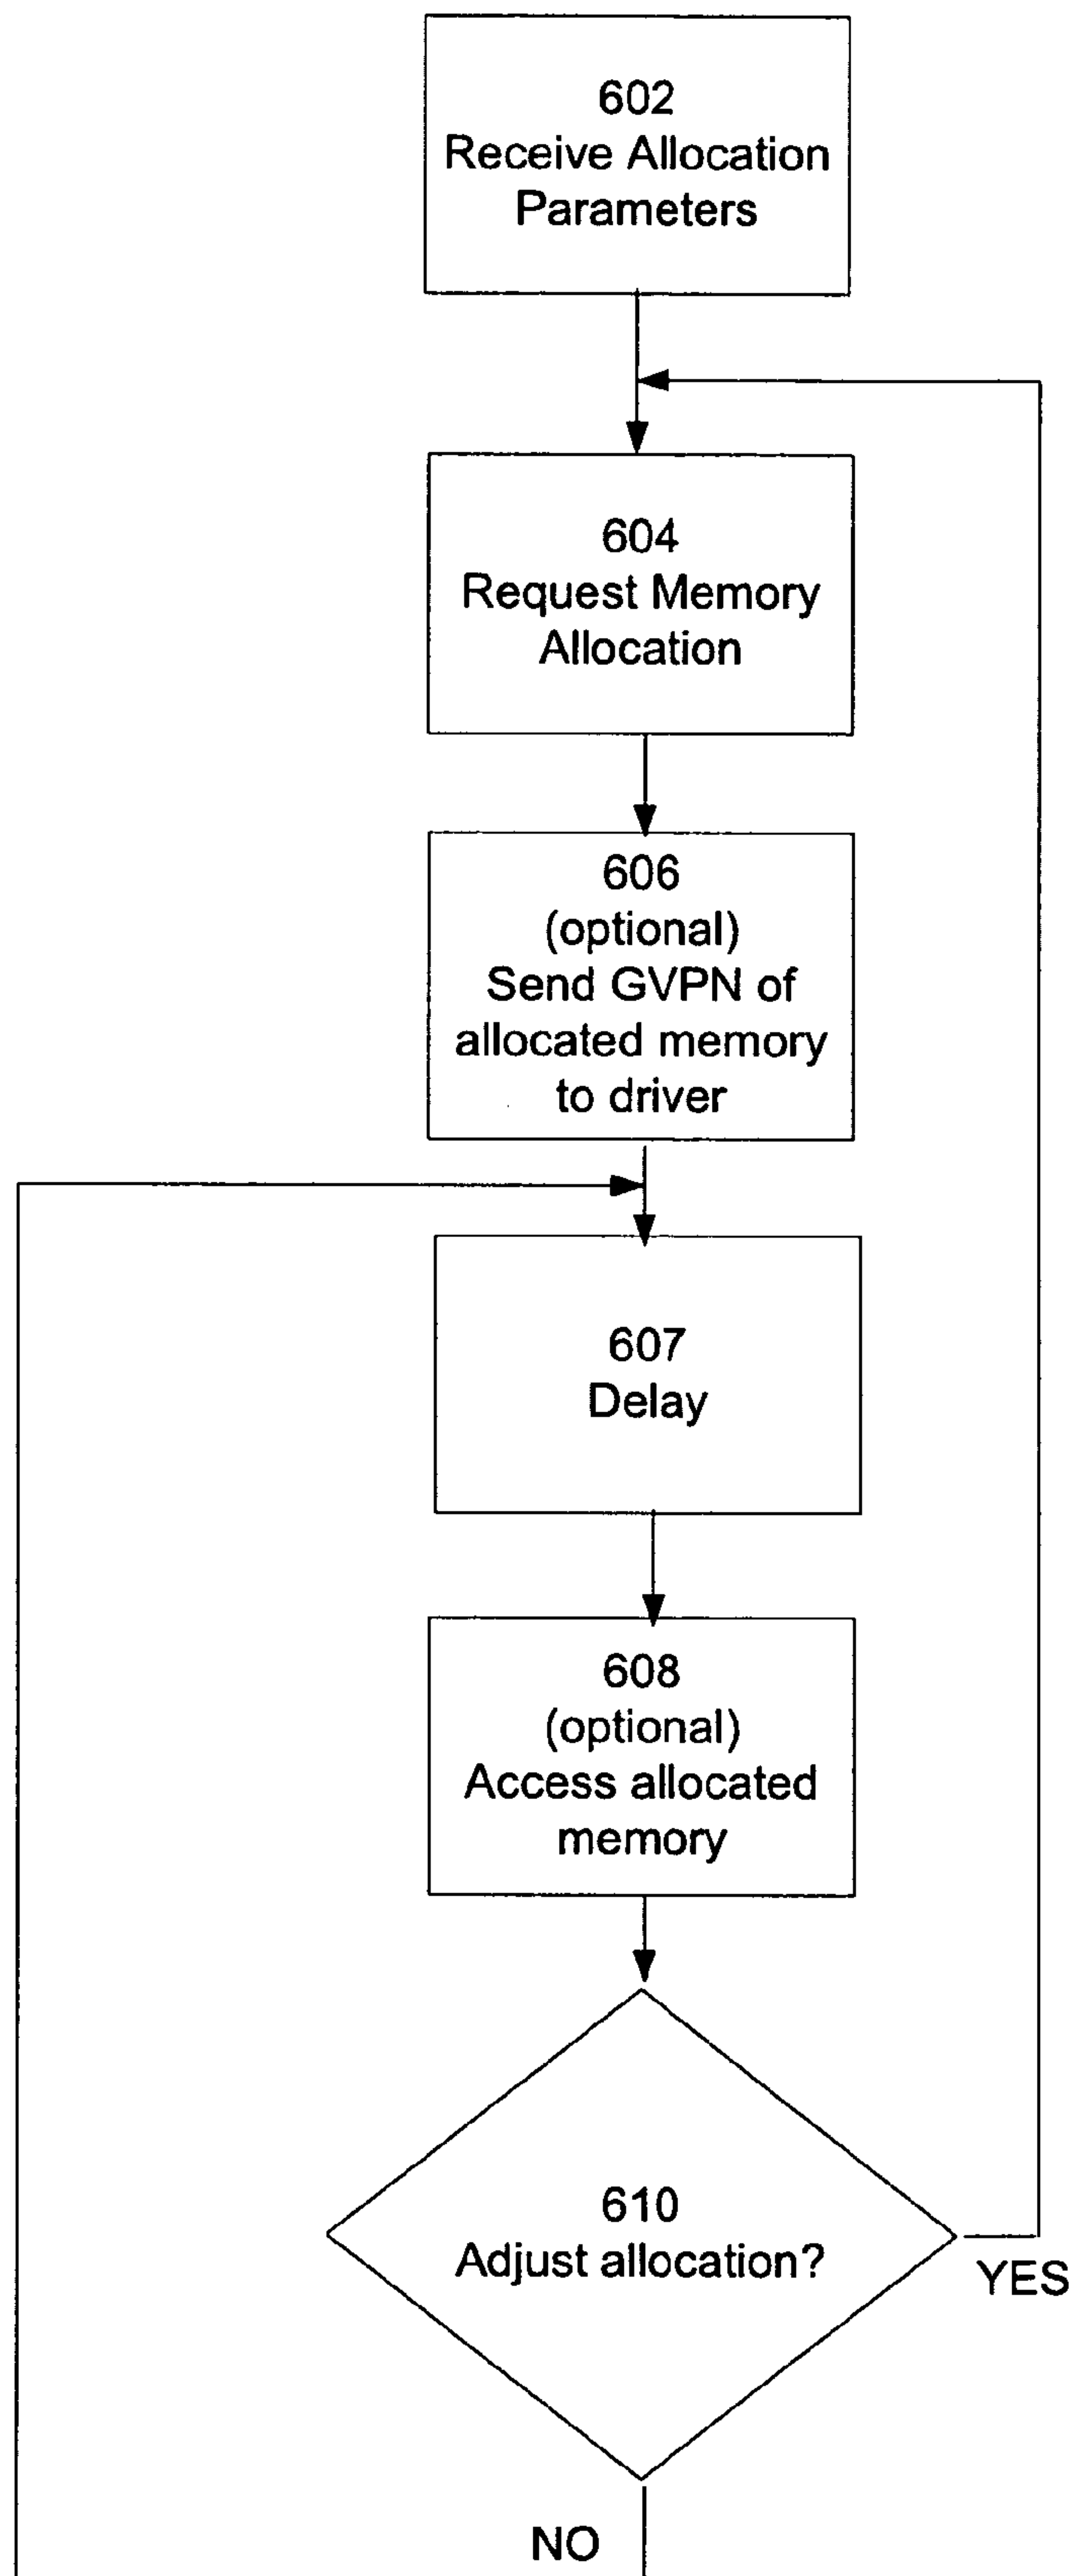 602
Receive Allocation
Parameters
604
Request Memory
Allocation
606
(optional)
Send GVPN of
allocated memory
to driver
607
Delay
608
(optional)
Access allocated
memory
610
Adjust allocation?
YES
NO